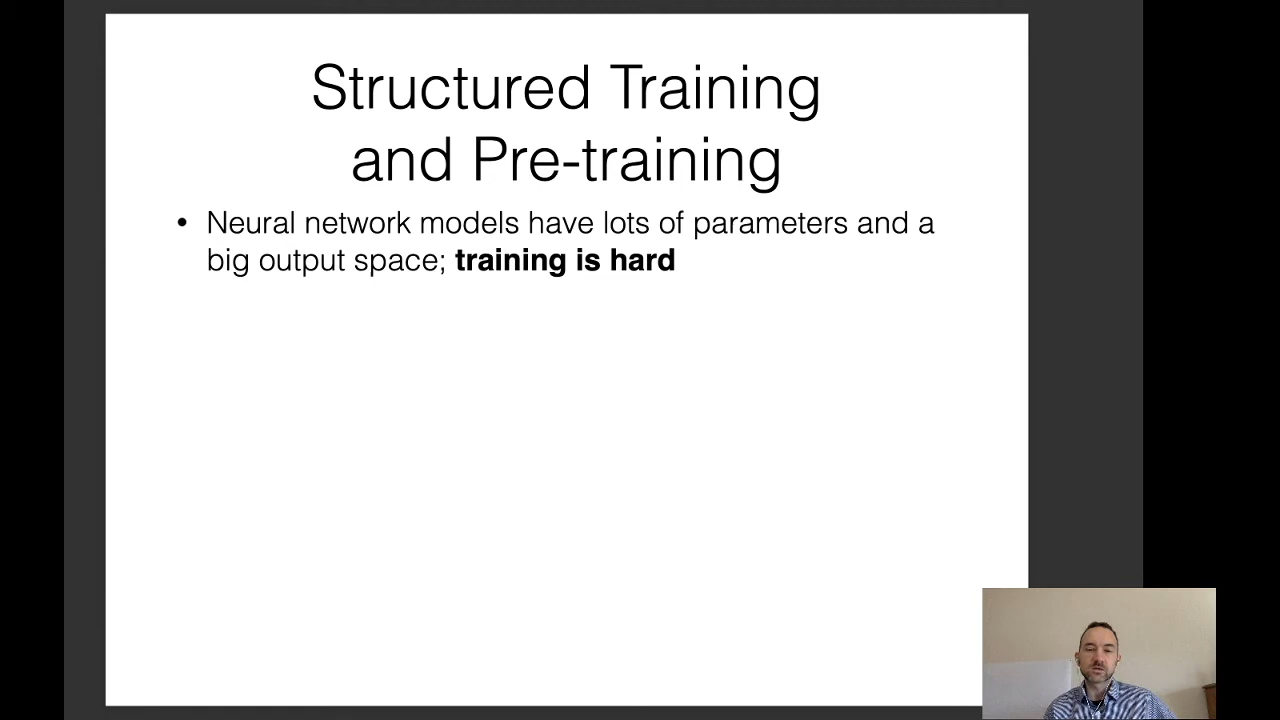 Structured Training
and Pre-training
• Neural network models have lots of parameters and a
big output space; training is hard